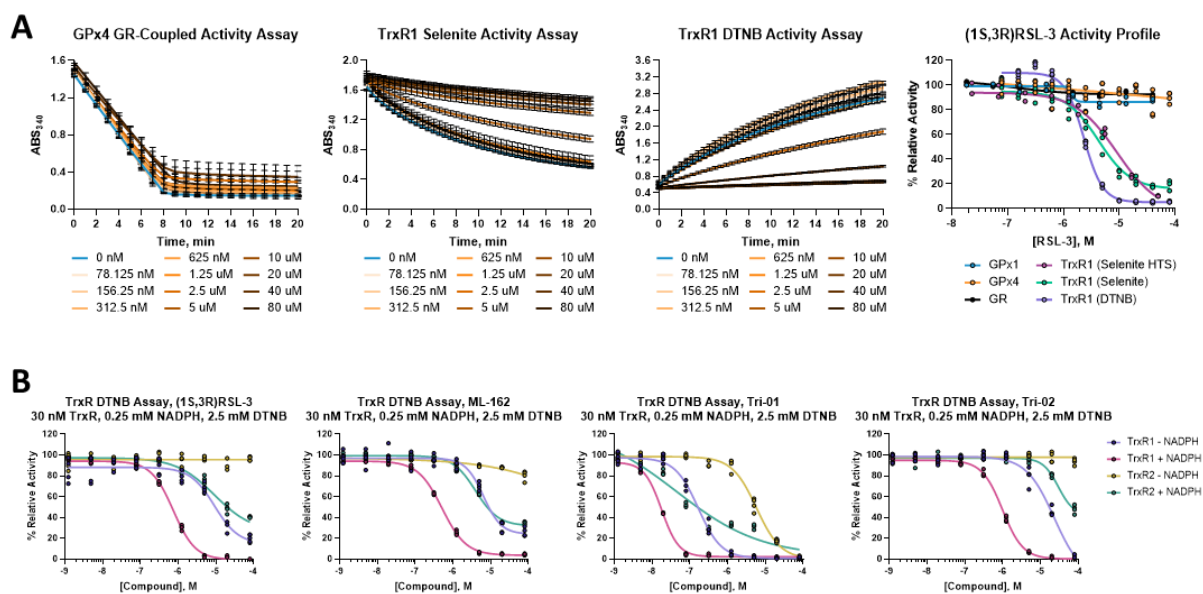 A
GPx4 GR-Coupled Activity Assay
ABS340
1.6
1.2
0.8
0.4
0.0
0 2 4 6 8 10 12 14 16 18 20
Time, min
0 nM 625 nM 10 uM
78.125 nM 1.25 uM 20 uM
156.25 nM 2.5 uM 40 uM
312.5 nM 5 uM 80 uM
TrxR1 Selenite Activity Assay
ABS340
2.0
1.6
1.2
0.8
0.4
0.0
0 2 4 6 8 10 12 14 16 18 20
Time, min
0 nM 625 nM 10 uM
78.125 nM 1.25 uM 20 uM
156.25 nM 2.5 uM 40 uM
312.5 nM 5 uM 80 uM
TrxR1 DTNB Activity Assay
ABS340
3.6
3.2
2.8
2.4
2.0
1.6
1.2
0.8
0.4
0.0
0 2 4 6 8 10 12 14 16 18 20
Time, min
0 nM 625 nM 10 uM
78.125 nM 1.25 uM 20 uM
156.25 nM 2.5 uM 40 uM
312.5 nM 5 uM 80 uM
(1S,3R)RSL-3 Activity Profile
% Relative Activity
120
100
80
60
40
20
0
-8 -7 -6 -5 -4
[RSL-3], M
GPx1 TrxR1 (Selenite HTS)
GPx4 TrxR1 (Selenite)
GR TrxR1 (DTNB)
B
TrxR DTNB Assay, (1S,3R)RSL-3
30 nM TrxR, 0.25 mM NADPH, 2.5 mM DTNB
% Relative Activity
120
100
80
60
40
20
0
-9 -8 -7 -6 -5 -4
[Compound], M
TrxR DTNB Assay, ML-162
30 nM TrxR, 0.25 mM NADPH, 2.5 mM DTNB
% Relative Activity
120
100
80
60
40
20
0
-9 -8 -7 -6 -5 -4
[Compound], M
TrxR DTNB Assay, Tri-01
30 nM TrxR, 0.25 mM NADPH, 2.5 mM DTNB
% Relative Activity
120
100
80
60
40
20
0
-9 -8 -7 -6 -5 -4
[Compound], M
TrxR DTNB Assay, Tri-02
30 nM TrxR, 0.25 mM NADPH, 2.5 mM DTNB
% Relative Activity
120
100
80
60
40
20
0
-9 -8 -7 -6 -5 -4
[Compound], M
TrxR1 - NADPH
TrxR1 + NADPH
TrxR2 - NADPH
TrxR2 + NADPH